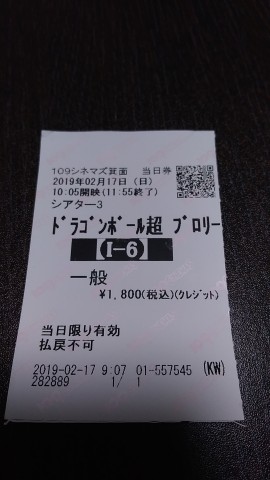 109シネマズ箕面 当日券
2019年02月17日（日）
10:05開映(11:55終了)
シアター3
ﾄﾞﾗｺﾞﾝﾎﾞｰﾙ超 ﾌﾞﾛﾘｰ
【I-6】
一般
¥1,800(税込)(ｸﾚｼﾞｯﾄ)
当日限り有効
払戻不可
2019-02-17 9:07 01-557545 (KW)
282889 1/ 1